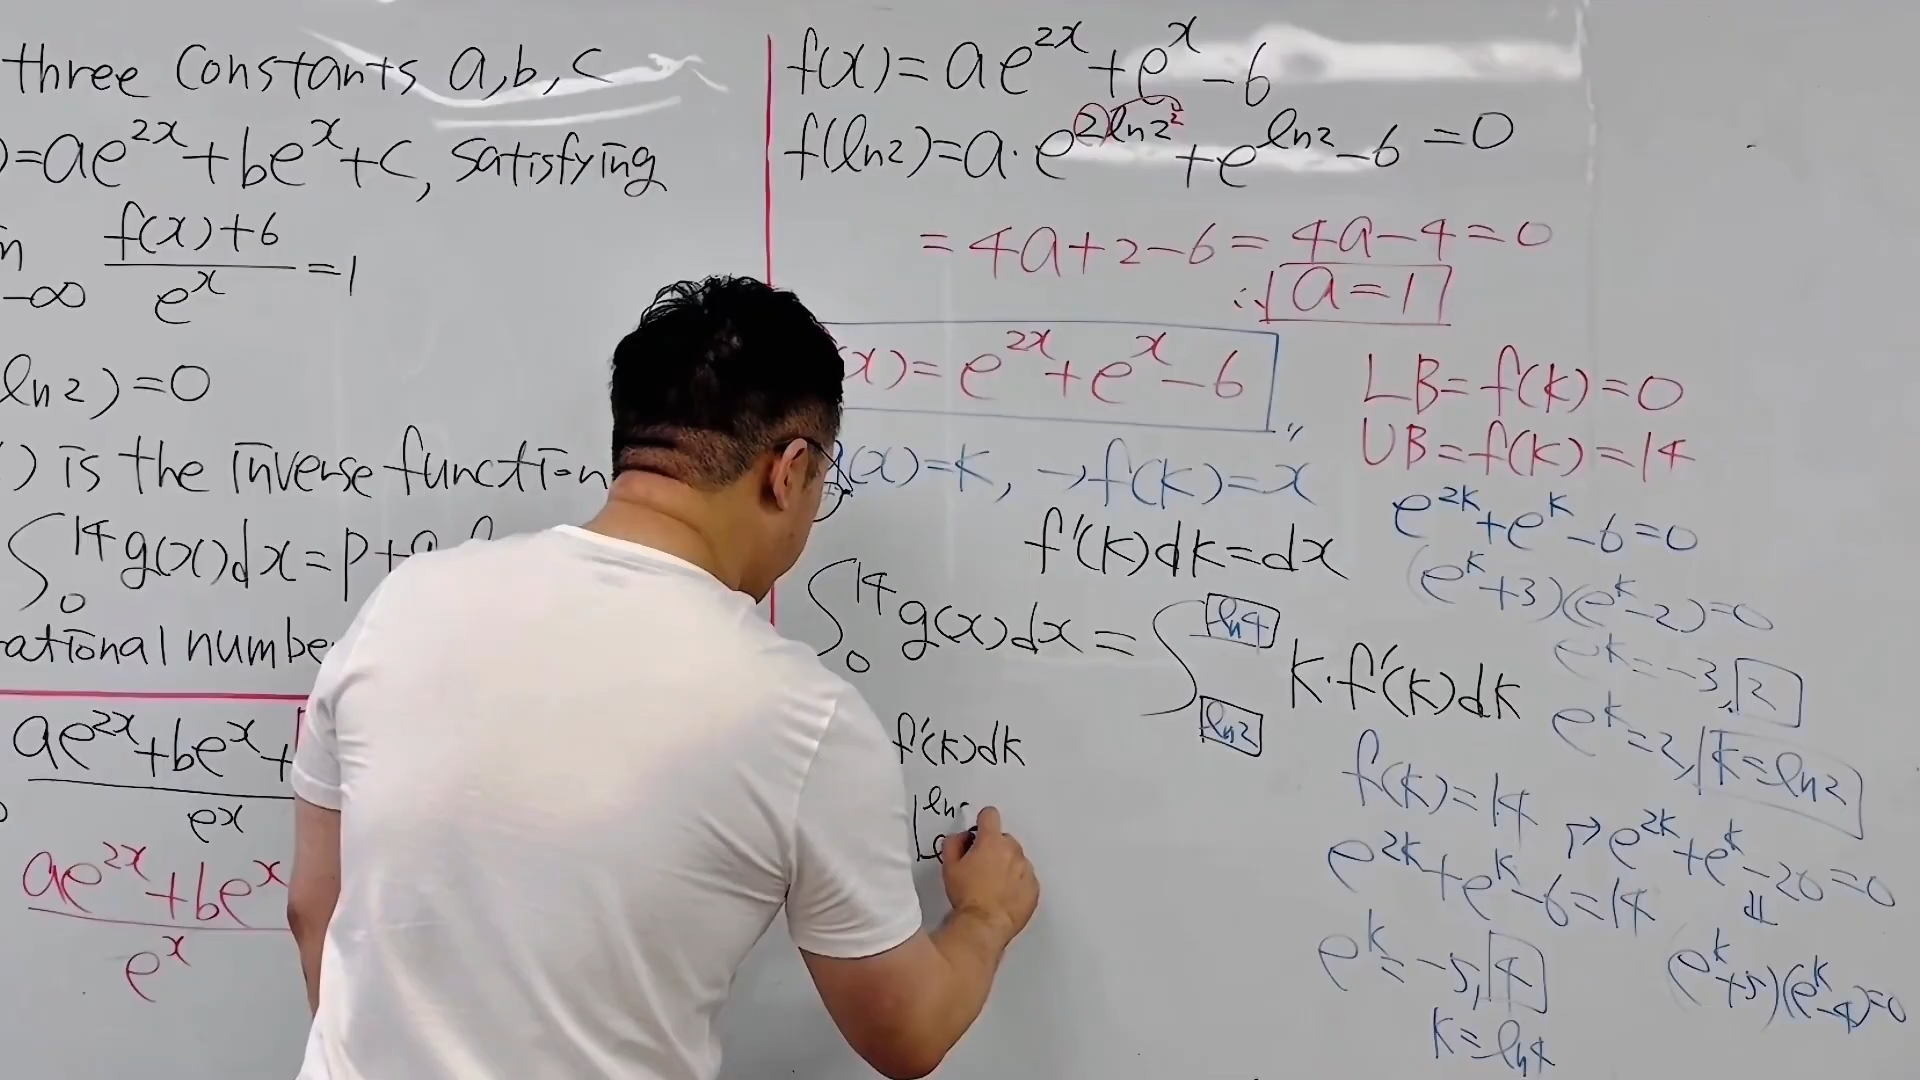 three Constants a, b, c
)=ae^{2x}+be^x+c, satisfying
\frac{f(x)+6}{e^x}=1
-∞
ln2)=0
) is the inverse function
∫_0^{14} g(x)dx=p+
rational number
ae^{2x}+be^x+
e^x
ae^{2x}+be^x
e^x
f(x)=ae^{2x}+e^x-6
f(ln2)=a·e^{2ln2^2}+e^{ln2}-6=0
=4a+2-6=4a-4=0
∴ a=1
x)=e^{2x}+e^x-6
(x)=k, →f(k)=x
f'(k)dk=dx
∫_0^{14} g(x)dx=∫_{ln2}^{ln4} k·f'(k)dk
f'(k)dk
ln
LB=f(k)=0
UB=f(k)=14
e^{2k}+e^k-6=0
(e^k+3)(e^k-2)=0
e^k=-3, 2
e^k=2, k=ln2
f(k)=14
e^{2k}+e^k-20=0
e^{2k}+e^k-6=14
(e^k+5)(e^k-4)=0
e^k=-5, 4
k=ln4